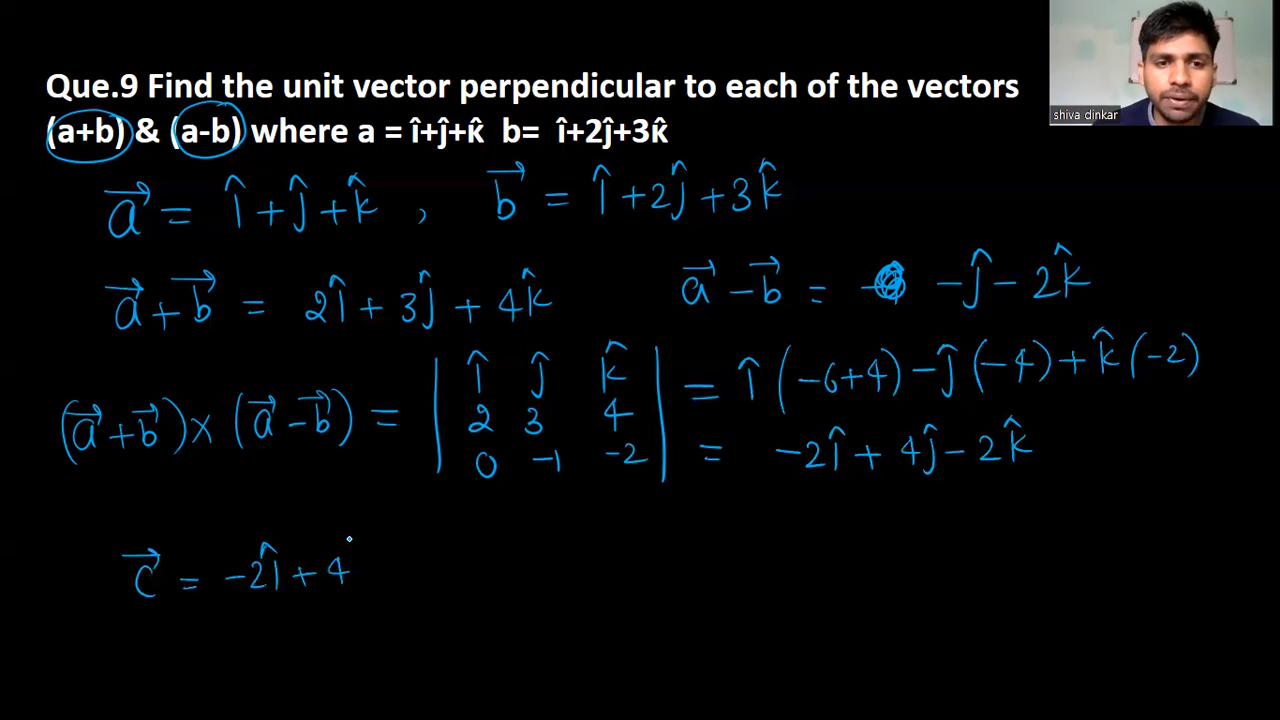 Que.9 Find the unit vector perpendicular to each of the vectors
(a+b) & (a-b) where a = î+ĵ+k̂ b= î+2ĵ+3k̂
shiva dinkar
a⃗ = î + ĵ + k̂ , b⃗ = î + 2ĵ + 3k̂
a⃗ + b⃗ = 2î + 3ĵ + 4k̂ a⃗ - b⃗ = -ĵ - 2k̂
(a⃗ + b⃗) × (a⃗ - b⃗) = | î ĵ k̂ | = î (-6+4) - ĵ (-4) + k̂ (-2)
| 2 3 4 |
| 0 -1 -2 | = -2î + 4ĵ - 2k̂
c⃗ = -2î + 4